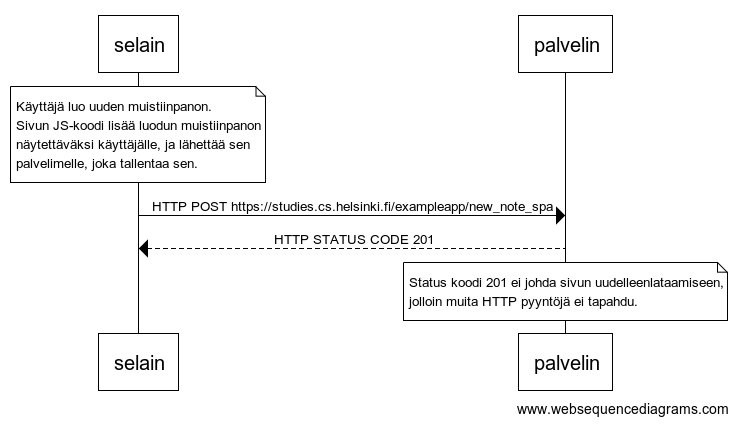 selain
palvelin
Käyttäjä luo uuden muistiinpanon.
Sivun JS-koodi lisää luodun muistiinpanon
näytettäväksi käyttäjälle, ja lähettää sen
palvelimelle, joka tallentaa sen.
HTTP POST https://studies.cs.helsinki.fi/exampleapp/new_note_spa
HTTP STATUS CODE 201
Status koodi 201 ei johda sivun uudelleenlataamiseen,
jolloin muita HTTP pyyntöjä ei tapahdu.
selain
palvelin
www.websequencediagrams.com